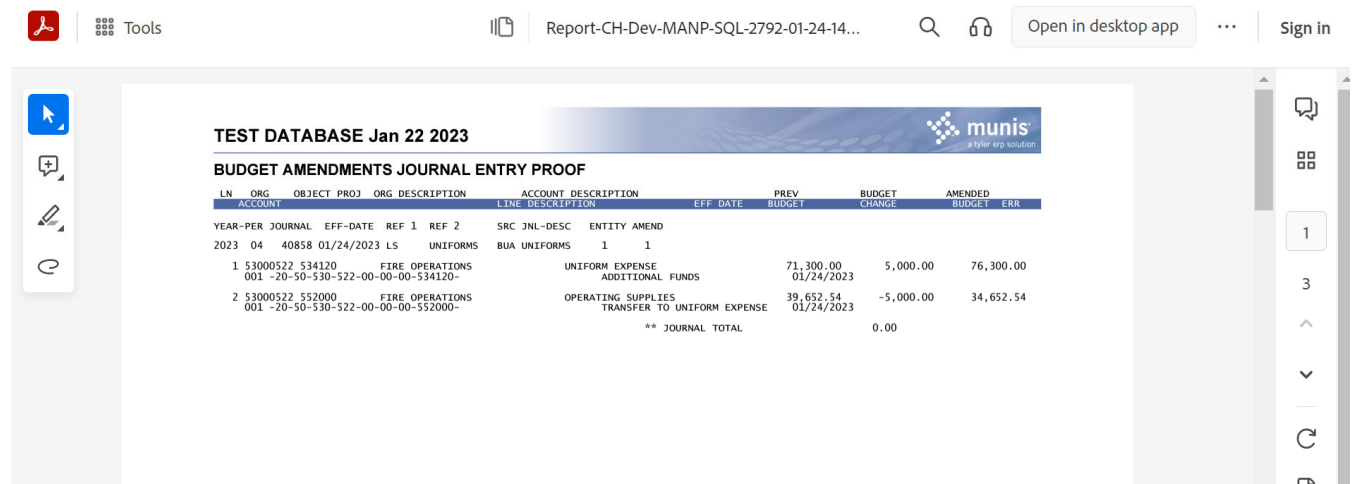 Tools
Report-CH-Dev-MANP-SQL-2792-01-24-14...
Open in desktop app
Sign in
TEST DATABASE Jan 22 2023
munis
a tyler erp solution
BUDGET AMENDMENTS JOURNAL ENTRY PROOF
LN ORG OBJECT PROJ ORG DESCRIPTION ACCOUNT DESCRIPTION PREV BUDGET AMENDED
ACCOUNT LINE DESCRIPTION EFF DATE BUDGET CHANGE BUDGET ERR
YEAR-PER JOURNAL EFF-DATE REF 1 REF 2 SRC JNL-DESC ENTITY AMEND
2023 04 40858 01/24/2023 LS UNIFORMS BUA UNIFORMS 1 1
1 53000522 534120 FIRE OPERATIONS UNIFORM EXPENSE 71,300.00 5,000.00 76,300.00
001 -20-50-530-522-00-00-00-534120- ADDITIONAL FUNDS 01/24/2023
2 53000522 552000 FIRE OPERATIONS OPERATING SUPPLIES 39,652.54 -5,000.00 34,652.54
001 -20-50-530-522-00-00-00-552000- TRANSFER TO UNIFORM EXPENSE 01/24/2023
** JOURNAL TOTAL 0.00
1
3